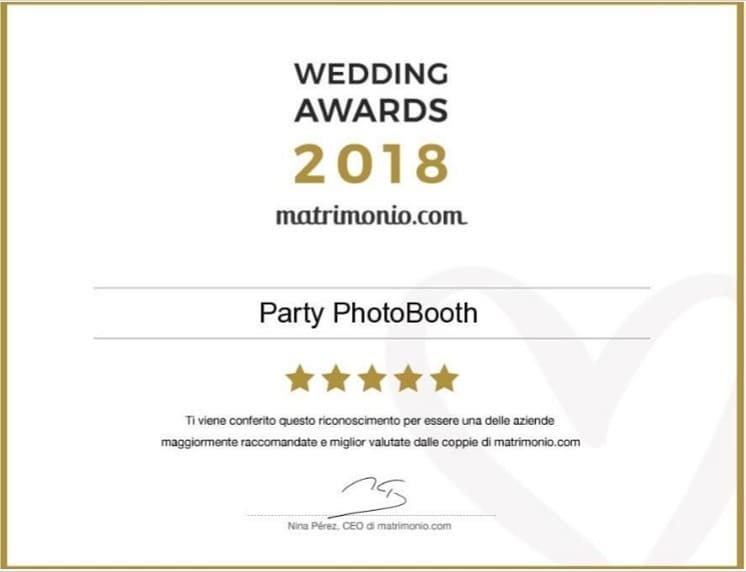 WEDDING
AWARDS
2018
matrimonio.com
Party PhotoBooth
Ti viene conferito questo riconoscimento per essere una delle aziende
maggiormente raccomandate e miglior valutate dalle coppie di matrimonio.com
Nina Pérez, CEO di matrimonio.com